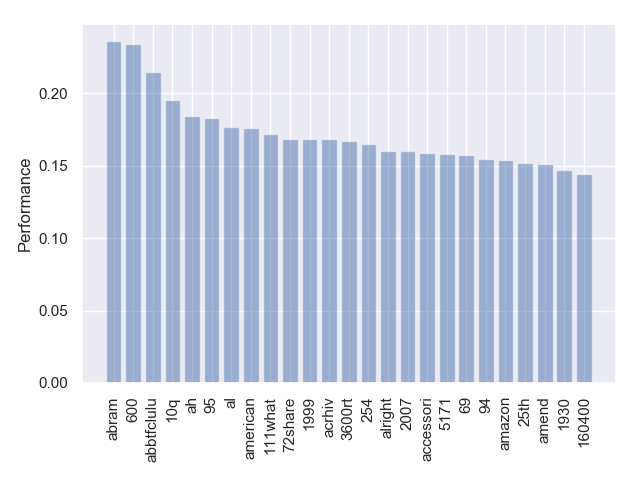 Performance
0.20
0.15
0.10
0.05
0.00
abram
600
abbtfclulu
10q
ah
95
al
american
111what
72share
1999
acrhiv
3600rt
254
alright
2007
accessori
5171
69
94
amazon
25th
amend
1930
160400